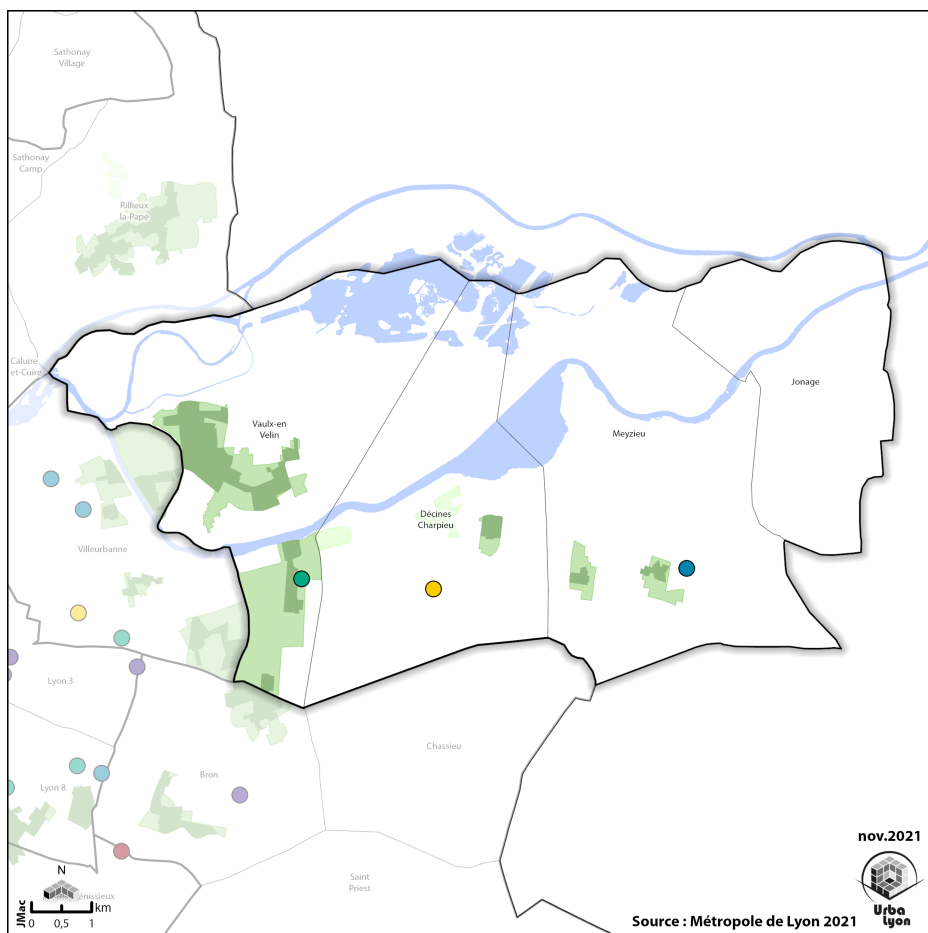 Sathonay
Village
Sathonay
Camp
Rillieux
la Pape
Caluire
et-Cuire
Vaulx-en
Velin
Jonage
Meyzieu
Décines
Charpieu
Villeurbanne
Lyon 3
Chassieu
Bron
Lyon 8
Saint
Priest
nov.2021
N
enissieux
km
0 0,5 1
JMac
Source : Métropole de Lyon 2021
Urba
Lyon